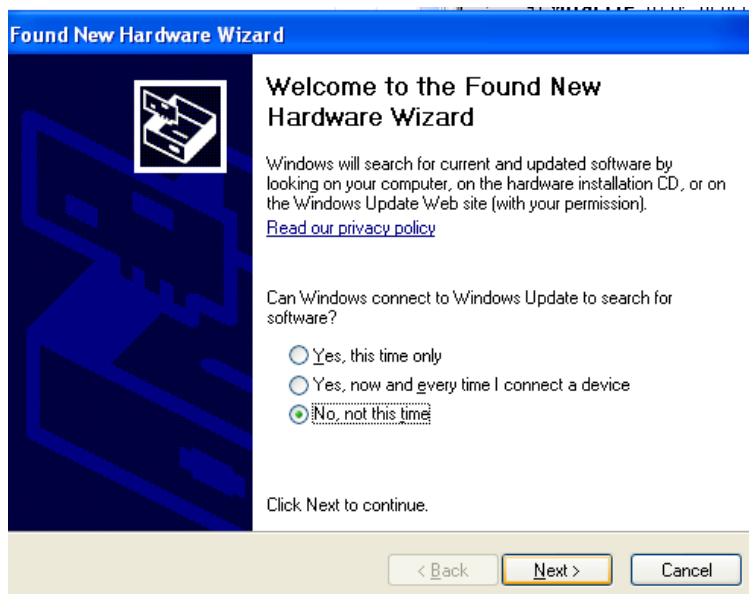 Found New Hardware Wizard
Welcome to the Found New
Hardware Wizard
Windows will search for current and updated software by
looking on your computer, on the hardware installation CD, or on
the Windows Update Web site (with your permission).
Read our privacy policy
Can Windows connect to Windows Update to search for
software?
Yes, this time only
Yes, now and every time I connect a device
No, not this time
Click Next to continue.
< Back
Next >
Cancel